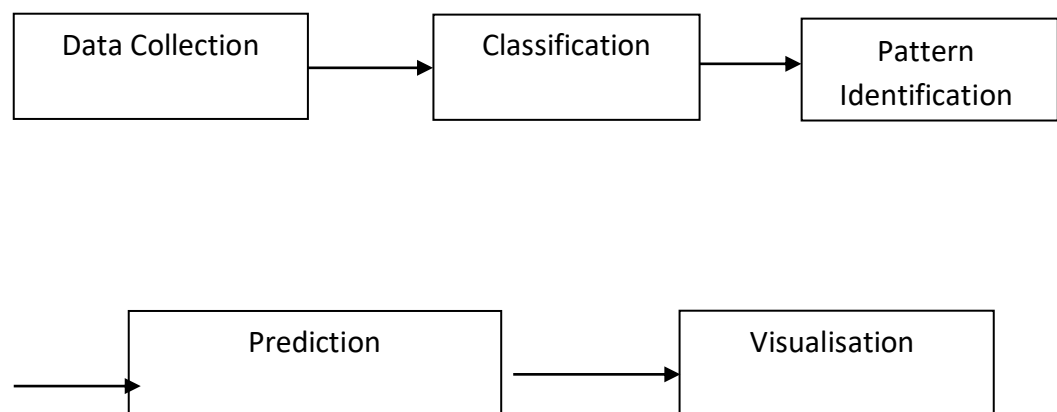 Data Collection
Classification
Pattern
Identification
Prediction
Visualisation